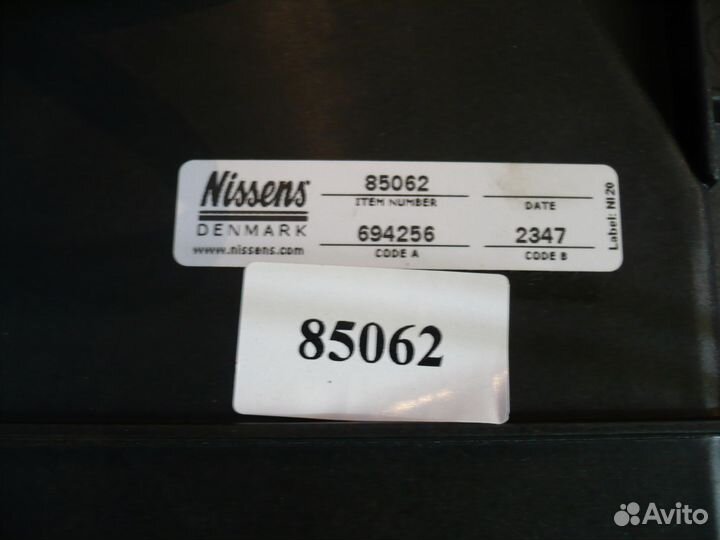 Nissens
DENMARK
www.nissens.com
85062
ITEM NUMBER
DATE
694256
CODE A
2347
CODE B
Label: NI 20
85062
Avito